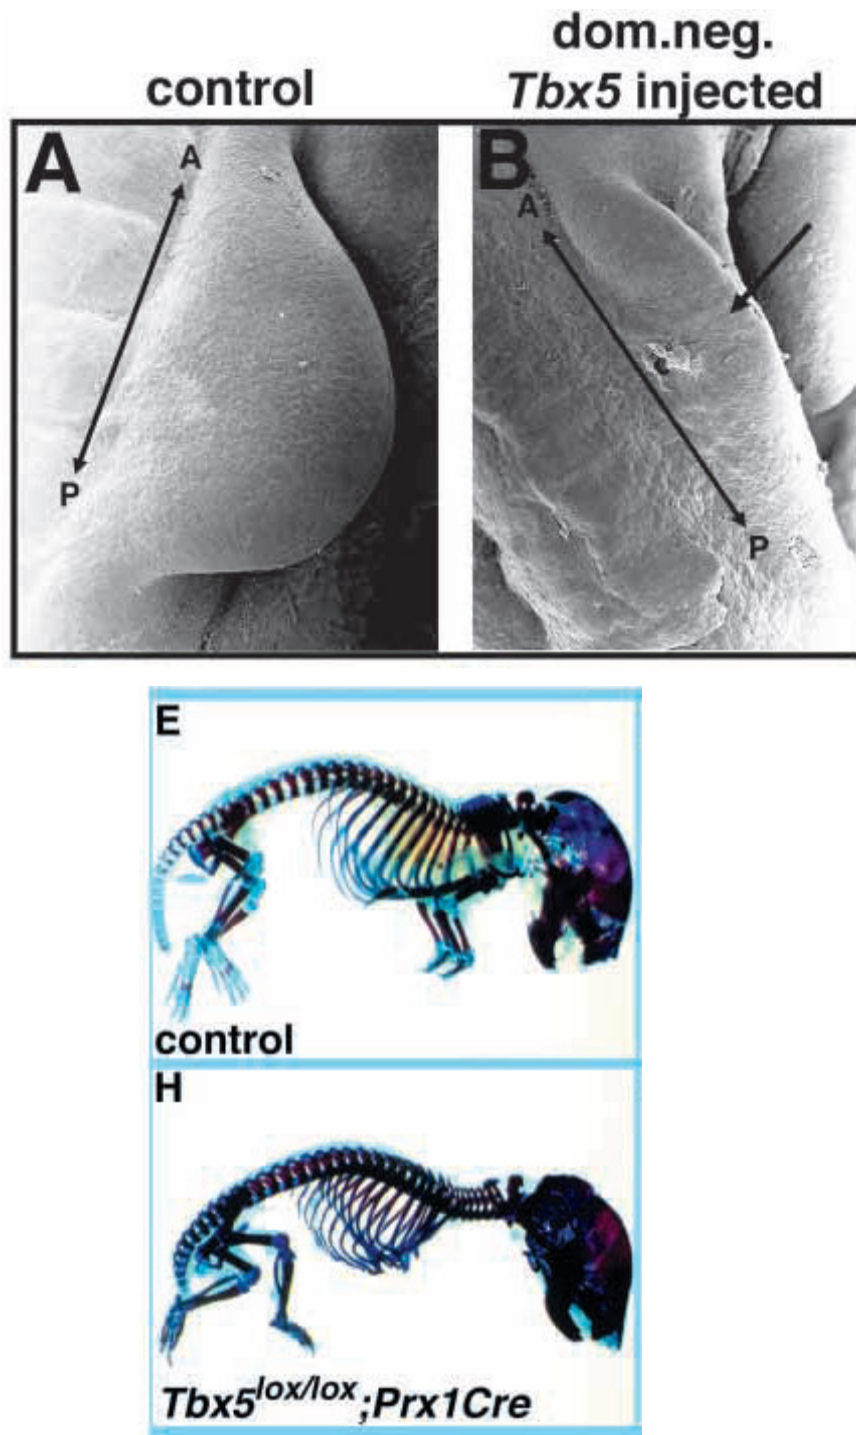 control
dom.neg.
Tbx5 injected
A
A
P
B
A
P
E
control
H
Tbx5lox/lox;Prx1Cre